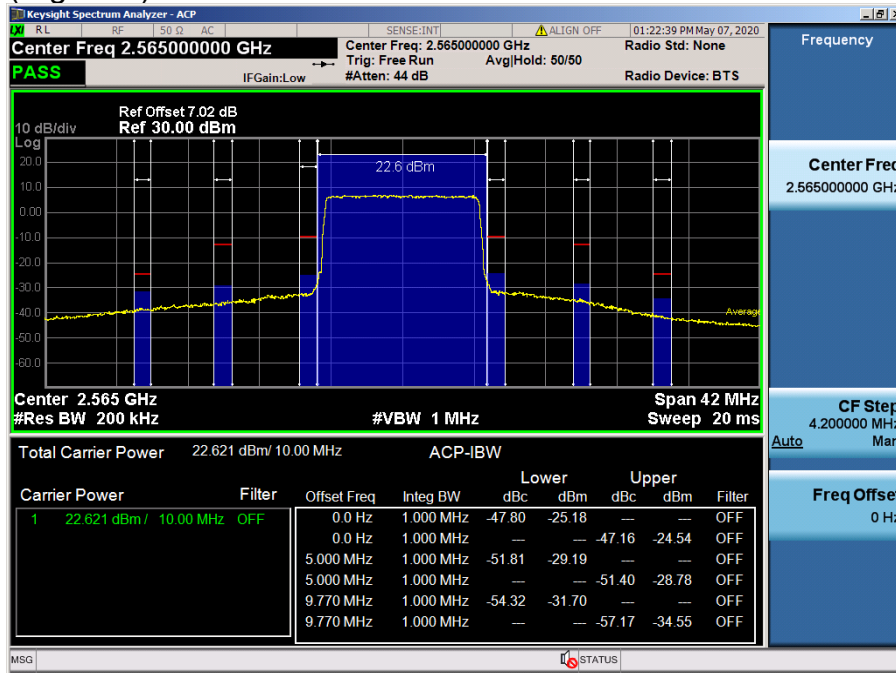 Keysight Spectrum Analyzer - ACP
LXI RL RF 50 Ω AC SENSE:INT ALIGN OFF 01:22:39 PM May 07, 2020
Center Freq 2.565000000 GHz
Center Freq: 2.565000000 GHz
Radio Std: None
Trig: Free Run Avg|Hold: 50/50
PASS
IFGain:Low
#Atten: 44 dB
Radio Device: BTS
Ref Offset 7.02 dB
10 dB/div Ref 30.00 dBm
Log
20.0
10.0
0.00
-10.0
-20.0
-30.0
-40.0
-50.0
-60.0
22.6 dBm
Average
Center 2.565 GHz Span 42 MHz
#Res BW 200 kHz #VBW 1 MHz Sweep 20 ms
Total Carrier Power 22.621 dBm/ 10.00 MHz ACP-IBW
Lower Upper
Carrier Power Filter Offset Freq Integ BW dBc dBm dBc dBm Filter
1 22.621 dBm / 10.00 MHz OFF
0.0 Hz 1.000 MHz -47.80 -25.18 --- --- OFF
0.0 Hz 1.000 MHz --- --- -47.16 -24.54 OFF
5.000 MHz 1.000 MHz -51.81 -29.19 --- --- OFF
5.000 MHz 1.000 MHz --- --- -51.40 -28.78 OFF
9.770 MHz 1.000 MHz -54.32 -31.70 --- --- OFF
9.770 MHz 1.000 MHz --- --- -57.17 -34.55 OFF
MSG STATUS
Frequency
Center Freq
2.565000000 GHz
CF Step
4.200000 MHz
Auto Man
Freq Offset
0 Hz